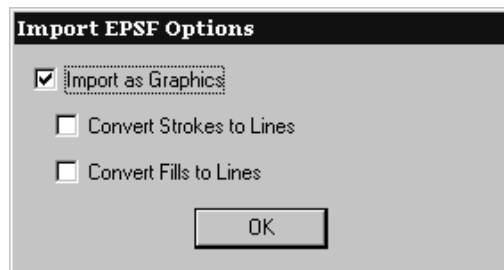 Import EPSF Options
Import as Graphics
Convert Strokes to Lines
Convert Fills to Lines
OK